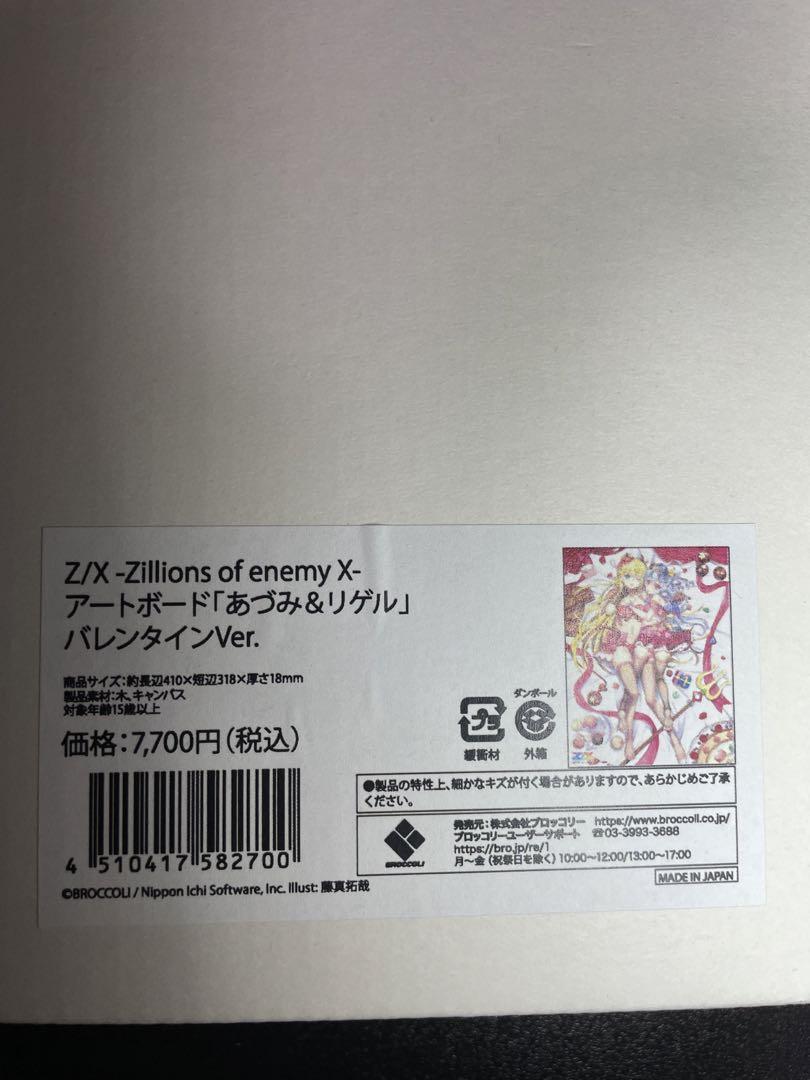 Z/X -Zillions of enemy X-
アートボード「あづみ&リゲル」
バレンタインVer.
商品サイズ:約長辺410×短辺318×厚さ18mm
製品素材:木、キャンバス
対象年齢15歳以上
価格:7,700円(税込)
プラ
緩衝材
ダンボール
外箱
●製品の特性上、細かなキズが付く場合がありますので、あらかじめご了承
ください。
BROCCOLI
発売元:株式会社ブロッコリー https://www.broccoli.co.jp/
ブロッコリーユーザーサポート ☎03-3993-3688
https://bro.jp/re/1
月〜金(祝祭日を除く)10:00〜12:00/13:00〜17:00
4 510417 582700
MADE IN JAPAN
©BROCCOLI / Nippon Ichi Software, Inc. Illust: 藤真拓哉